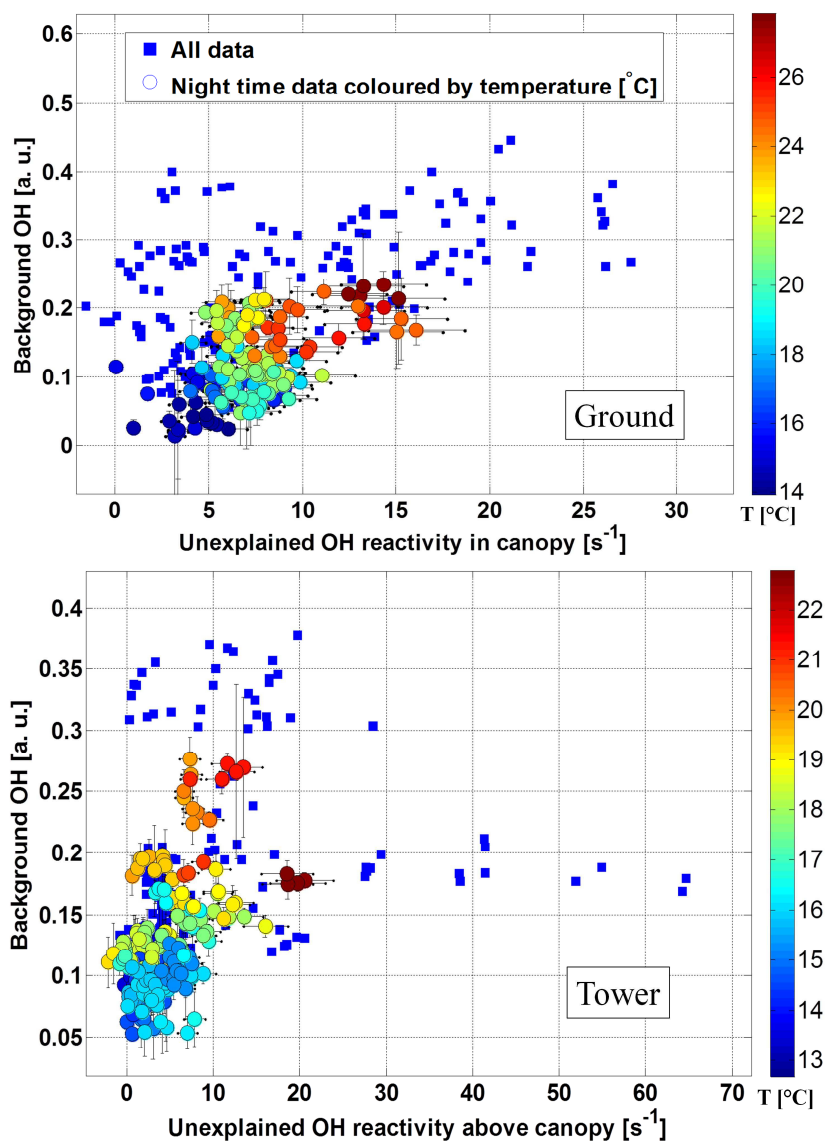 All data
Night time data coloured by temperature [°C]
Background OH [a. u.]
0.6
0.5
0.4
0.3
0.2
0.1
0
0 5 10 15 20 25 30
Unexplained OH reactivity in canopy [s-1]
Ground
26
24
22
20
18
16
14
T [°C]
Background OH [a. u.]
0.4
0.35
0.3
0.25
0.2
0.15
0.1
0.05
0 10 20 30 40 50 60 70
Unexplained OH reactivity above canopy [s-1]
Tower
22
21
20
19
18
17
16
15
14
13
T [°C]